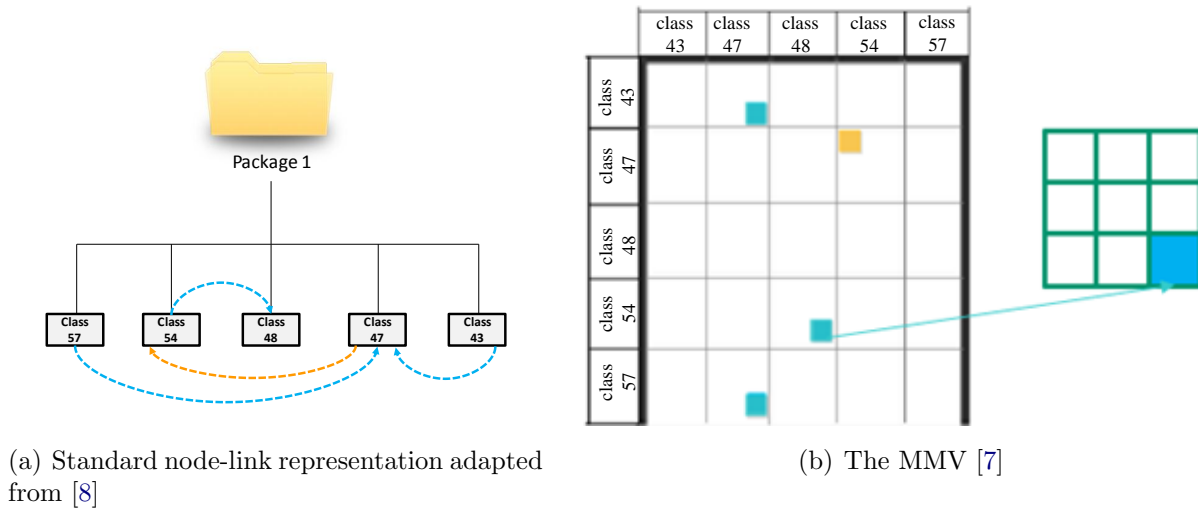 Package 1
Class
57
Class
54
Class
48
Class
47
Class
43
(a) Standard node-link representation adapted
from [8]
class
43
class
47
class
48
class
54
class
57
class
43
class
47
class
48
class
54
class
57
(b) The MMV [7]